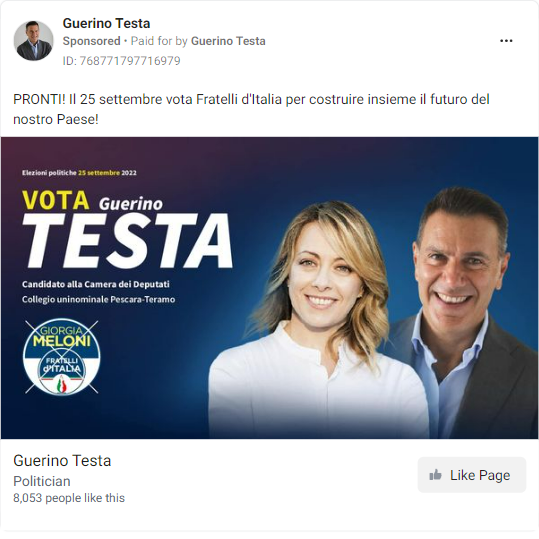 Guerino Testa
Sponsored • Paid for by Guerino Testa
ID: 768771797716979
PRONTI! Il 25 settembre vota Fratelli d'Italia per costruire insieme il futuro del
nostro Paese!
Elezioni politiche 25 settembre 2022
VOTA Guerino
TESTA
Candidato alla Camera dei Deputati
Collegio uninominale Pescara-Teramo
GIORGIA
MELONI
FRATELLI
d'ITALIA
Guerino Testa
Politician
8,053 people like this
Like Page